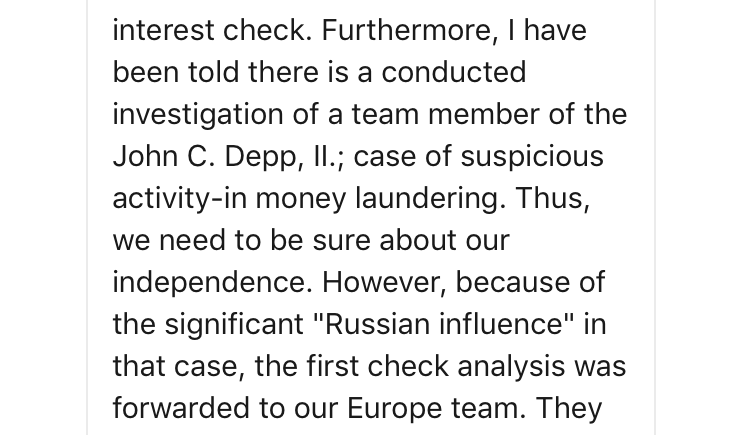 interest check. Furthermore, I have
been told there is a conducted
investigation of a team member of the
John C. Depp, II.; case of suspicious
activity-in money laundering. Thus,
we need to be sure about our
independence. However, because of
the significant "Russian influence" in
that case, the first check analysis was
forwarded to our Europe team. They